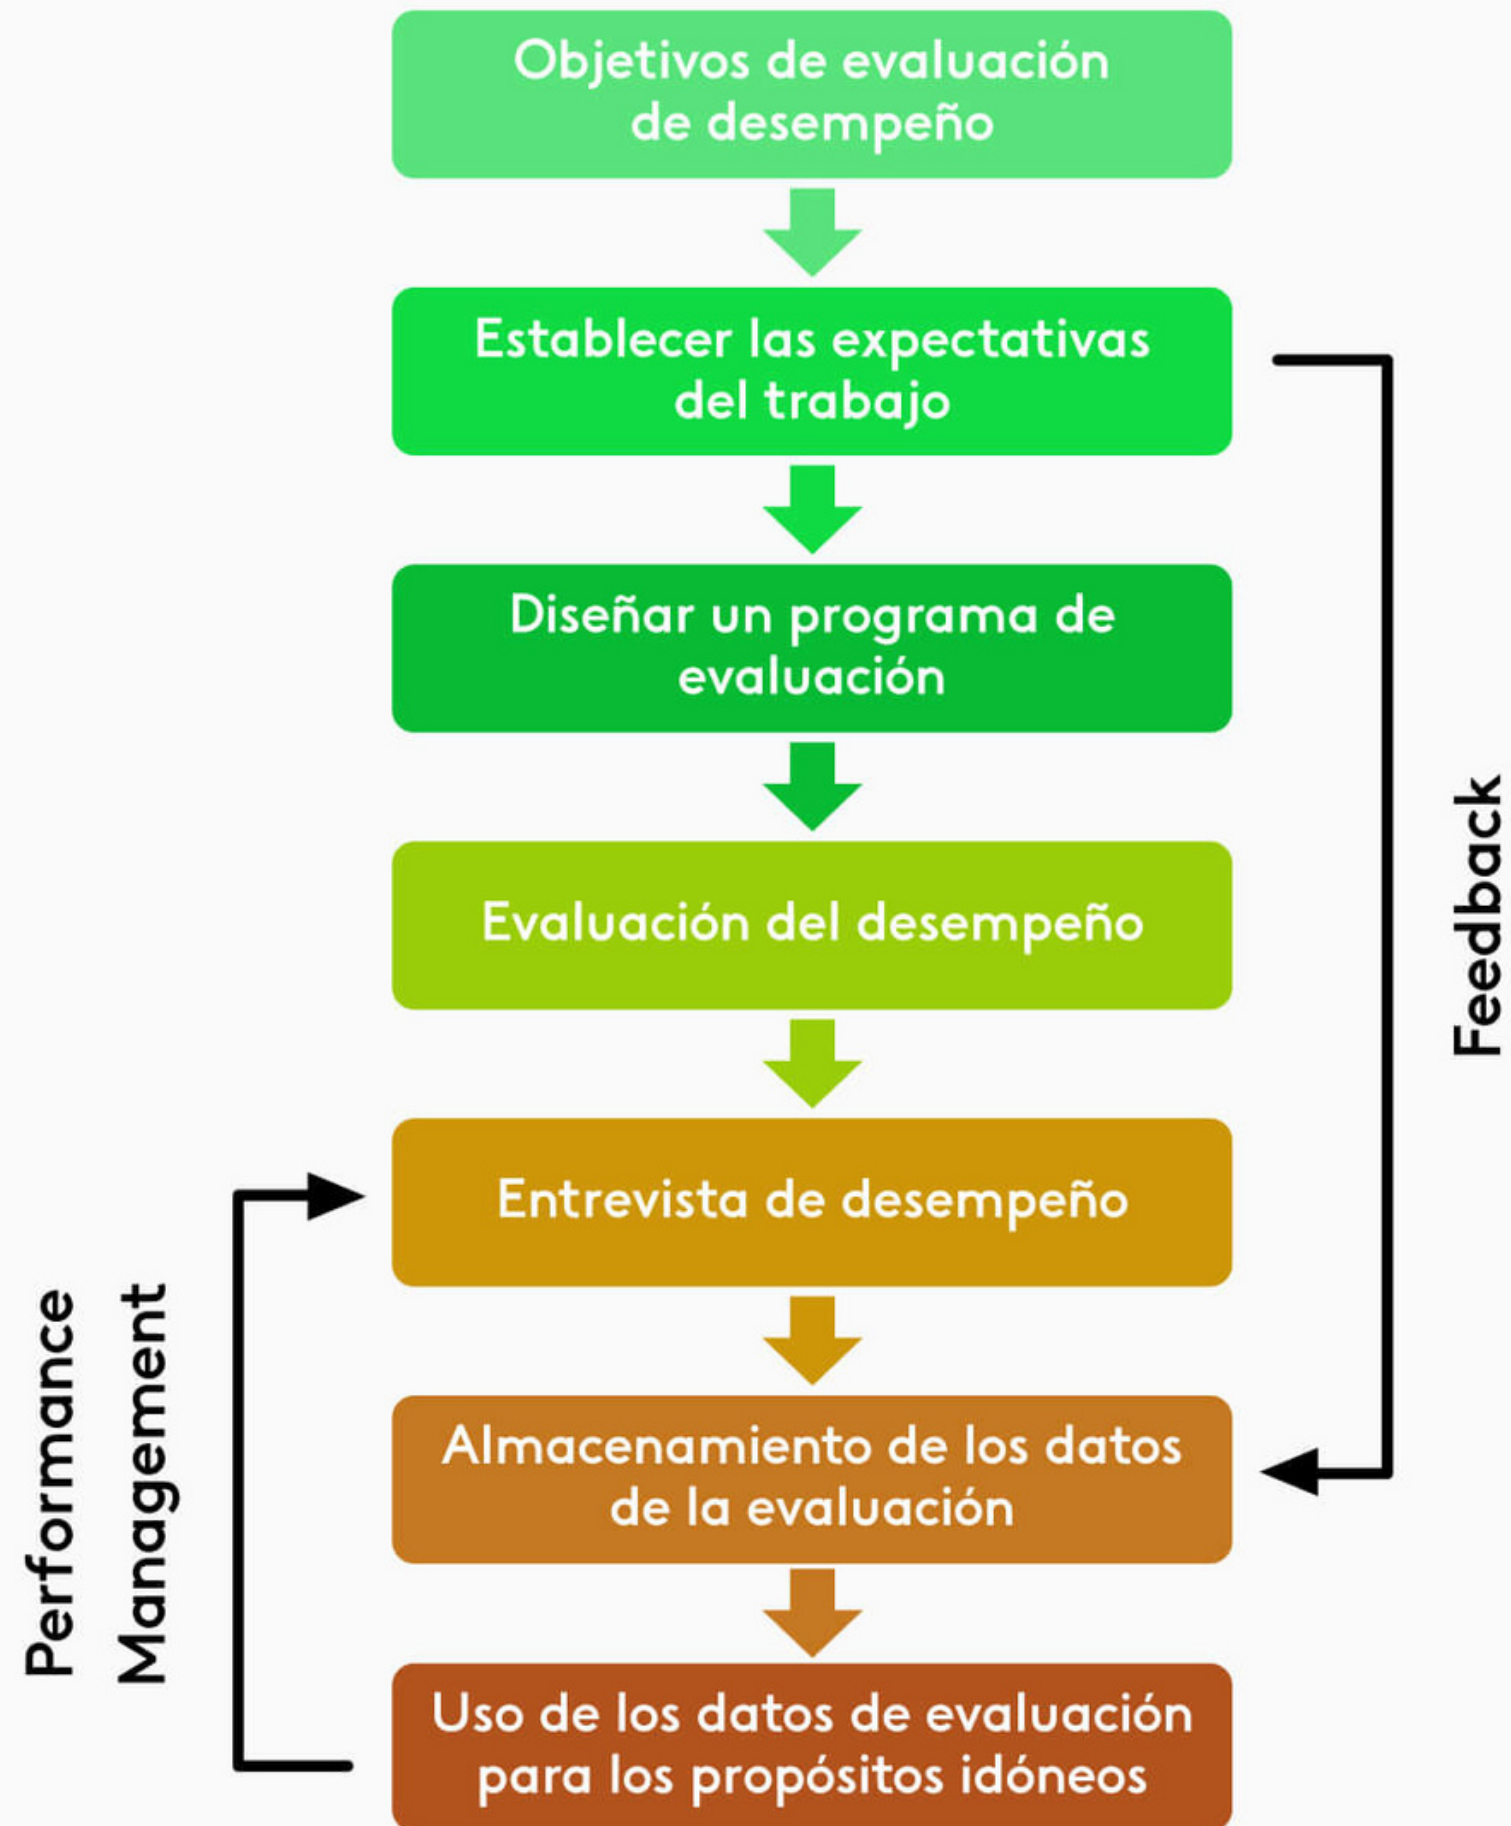 Objetivos de evaluación
de desempeño
Establecer las expectativas
del trabajo
Diseñar un programa de
evaluación
Evaluación del desempeño
Feedback
Entrevista de desempeño
Performance
Management
Almacenamiento de los datos
de la evaluación
Uso de los datos de evaluación
para los propósitos idóneos